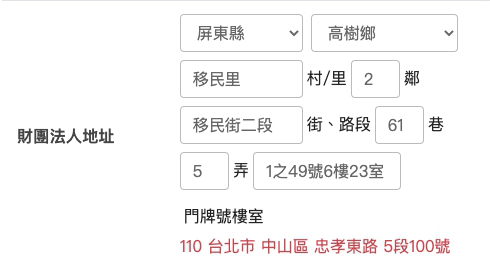 屏東縣 高樹鄉
移民里 村/里 2 鄰
財團法人地址 移民街二段 街、路段 61 巷
5 弄 1之49號6樓23室
門牌號樓室
110 台北市 中山區 忠孝東路 5段100號